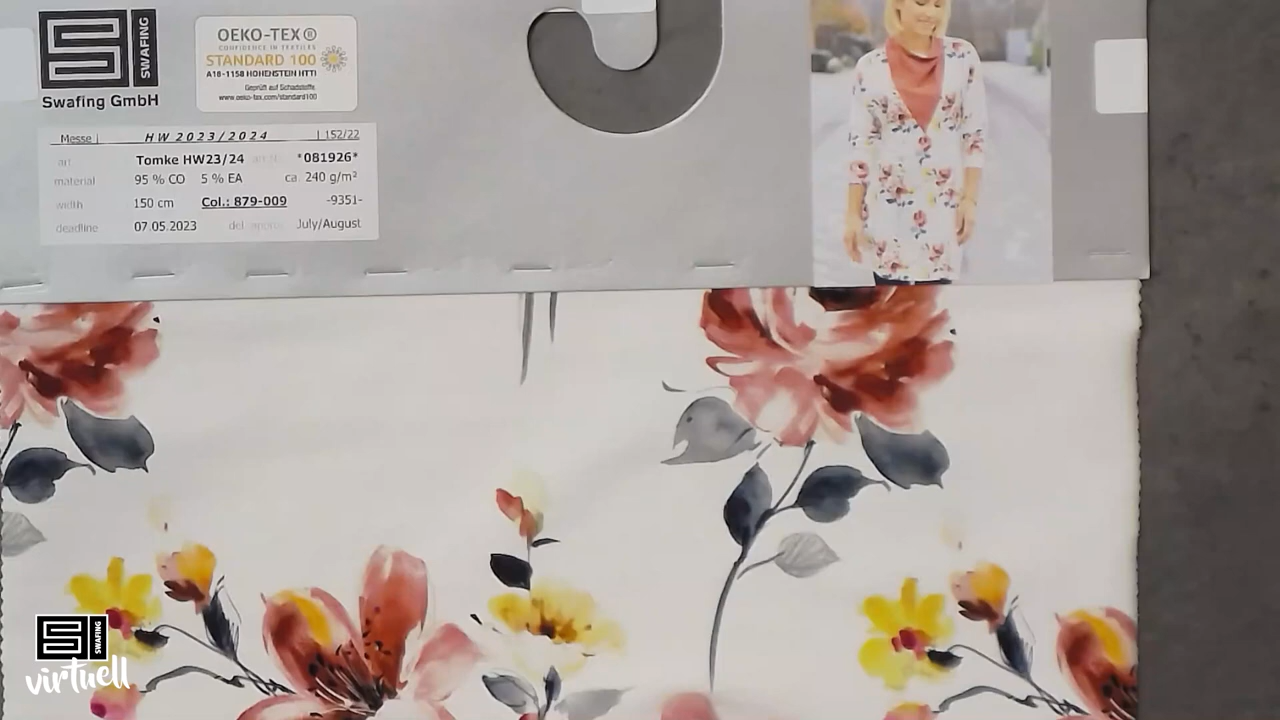 SWAFING
Swafing GmbH
OEKO-TEX®
CONFIDENCE IN TEXTILES
STANDARD 100
A18-1158 HOHENSTEIN HTTI
Geprüft auf Schadstoffe.
www.oeko-tex.com/standard100
Messe HW 2023/2024 152/22
art Tomke HW23/24 *081926*
material 95 % CO 5 % EA ca. 240 g/m²
width 150 cm Col.: 879-009 -9351-
deadline 07.05.2023 del. July/August
SWAFING
virtuell